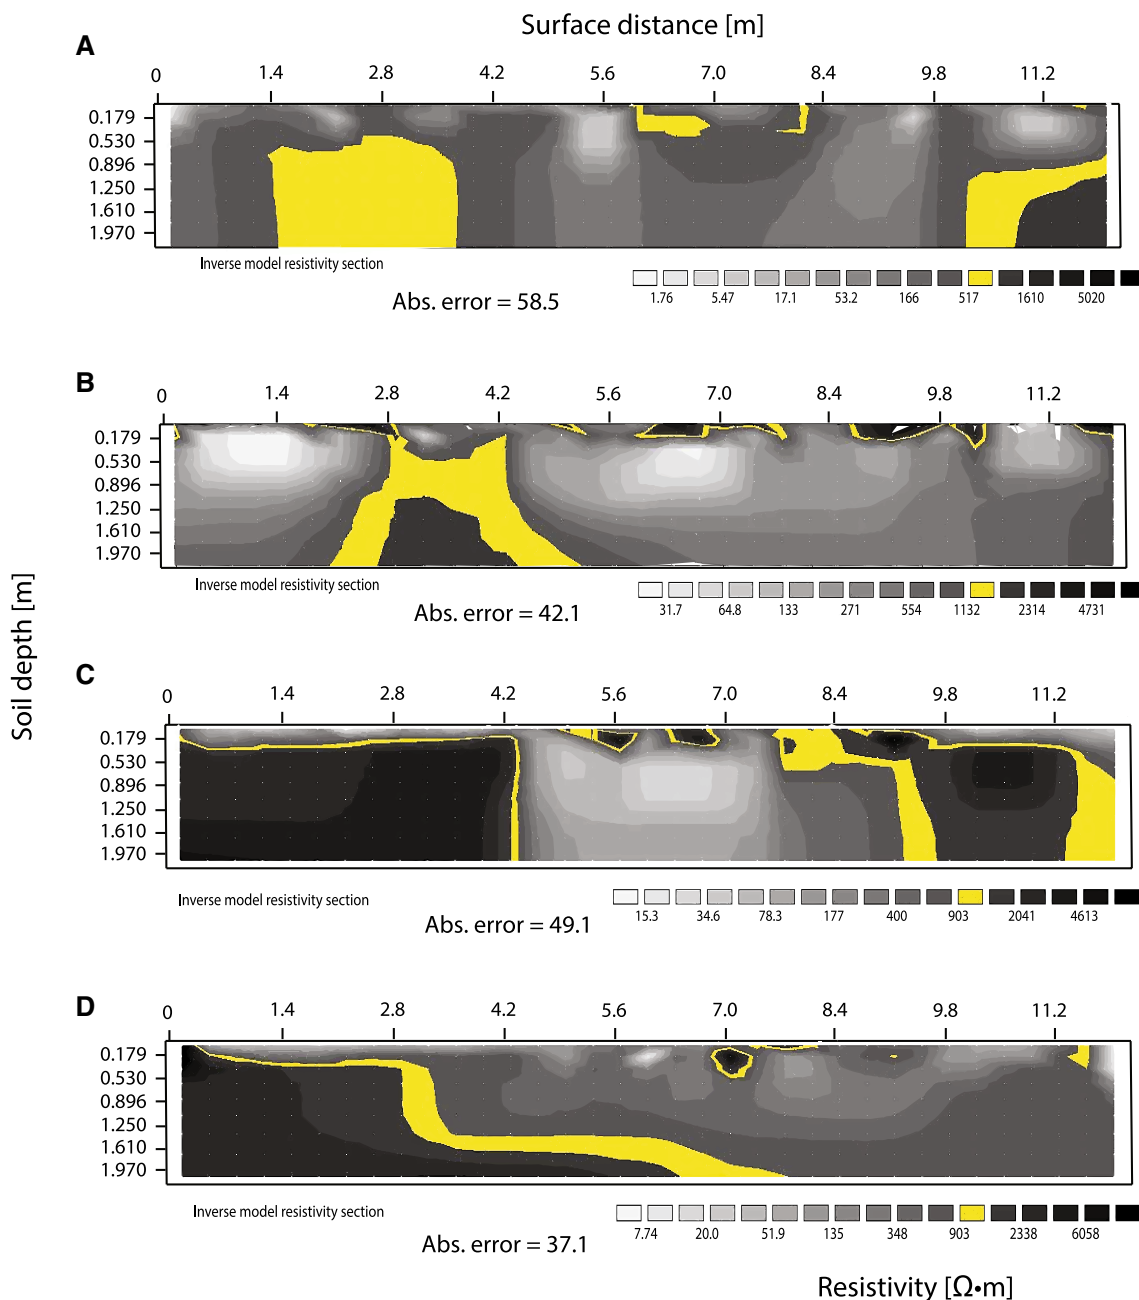 Surface distance [m]
A
0 1.4 2.8 4.2 5.6 7.0 8.4 9.8 11.2
0.179
0.530
0.896
1.250
1.610
1.970
Inverse model resistivity section
1.76 5.47 17.1 53.2 166 517 1610 5020
Abs. error = 58.5
B
0 1.4 2.8 4.2 5.6 7.0 8.4 9.8 11.2
0.179
0.530
0.896
1.250
1.610
1.970
Inverse model resistivity section
31.7 64.8 133 271 554 1132 2314 4731
Abs. error = 42.1
Soil depth [m]
C
0 1.4 2.8 4.2 5.6 7.0 8.4 9.8 11.2
0.179
0.530
0.896
1.250
1.610
1.970
Inverse model resistivity section
15.3 34.6 78.3 177 400 903 2041 4613
Abs. error = 49.1
D
0 1.4 2.8 4.2 5.6 7.0 8.4 9.8 11.2
0.179
0.530
0.896
1.250
1.610
1.970
Inverse model resistivity section
7.74 20.0 51.9 135 348 903 2338 6058
Abs. error = 37.1
Resistivity [Ω•m]